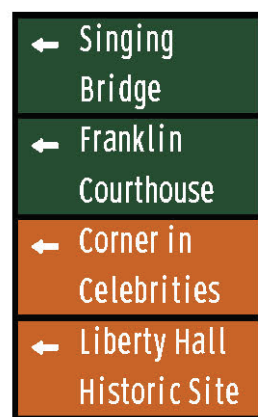 ← Singing
Bridge
← Franklin
Courthouse
← Corner in
Celebrities
← Liberty Hall
Historic Site